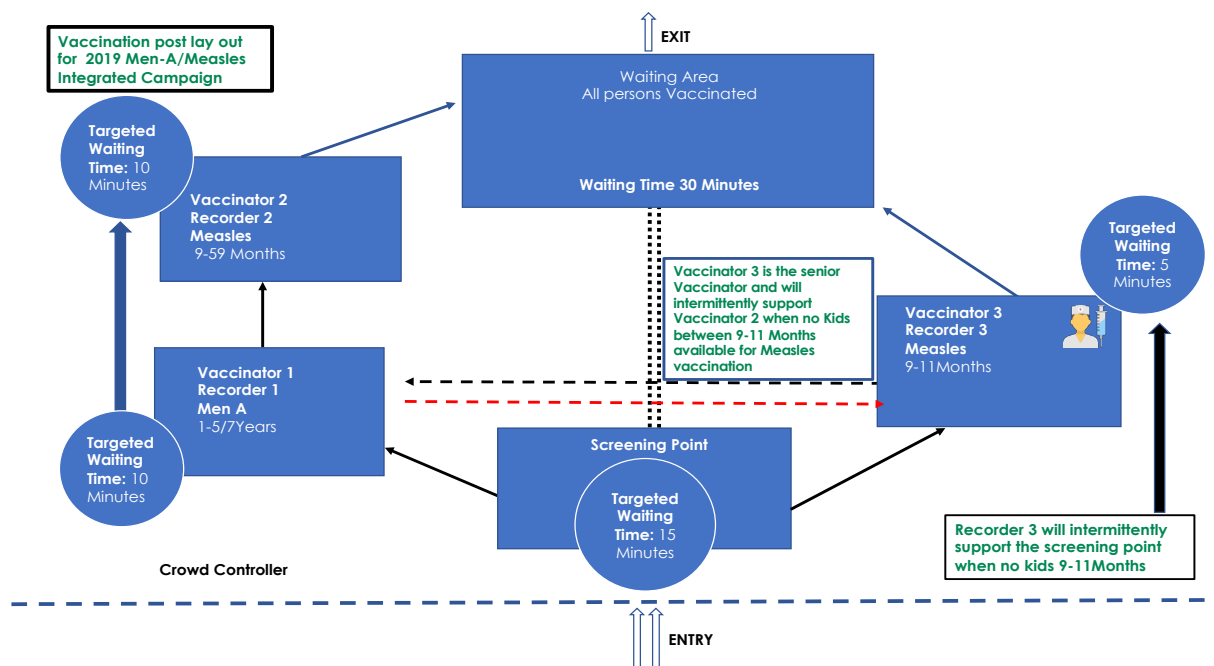 Vaccination post lay out
for 2019 Men-A/Measles
Integrated Campaign
EXIT
Waiting Area
All persons Vaccinated
Waiting Time 30 Minutes
Targeted
Waiting
Time: 10
Minutes
Vaccinator 2
Recorder 2
Measles
9-59 Months
Vaccinator 3 is the senior
Vaccinator and will
intermittently support
Vaccinator 2 when no Kids
between 9-11 Months
available for Measles
vaccination
Targeted
Waiting
Time: 5
Minutes
Vaccinator 3
Recorder 3
Measles
9-11Months
Vaccinator 1
Recorder 1
Men A
1-5/7Years
Targeted
Waiting
Time: 10
Minutes
Screening Point
Targeted
Waiting
Time: 15
Minutes
Recorder 3 will intermittently
support the screening point
when no kids 9-11Months
Crowd Controller
ENTRY